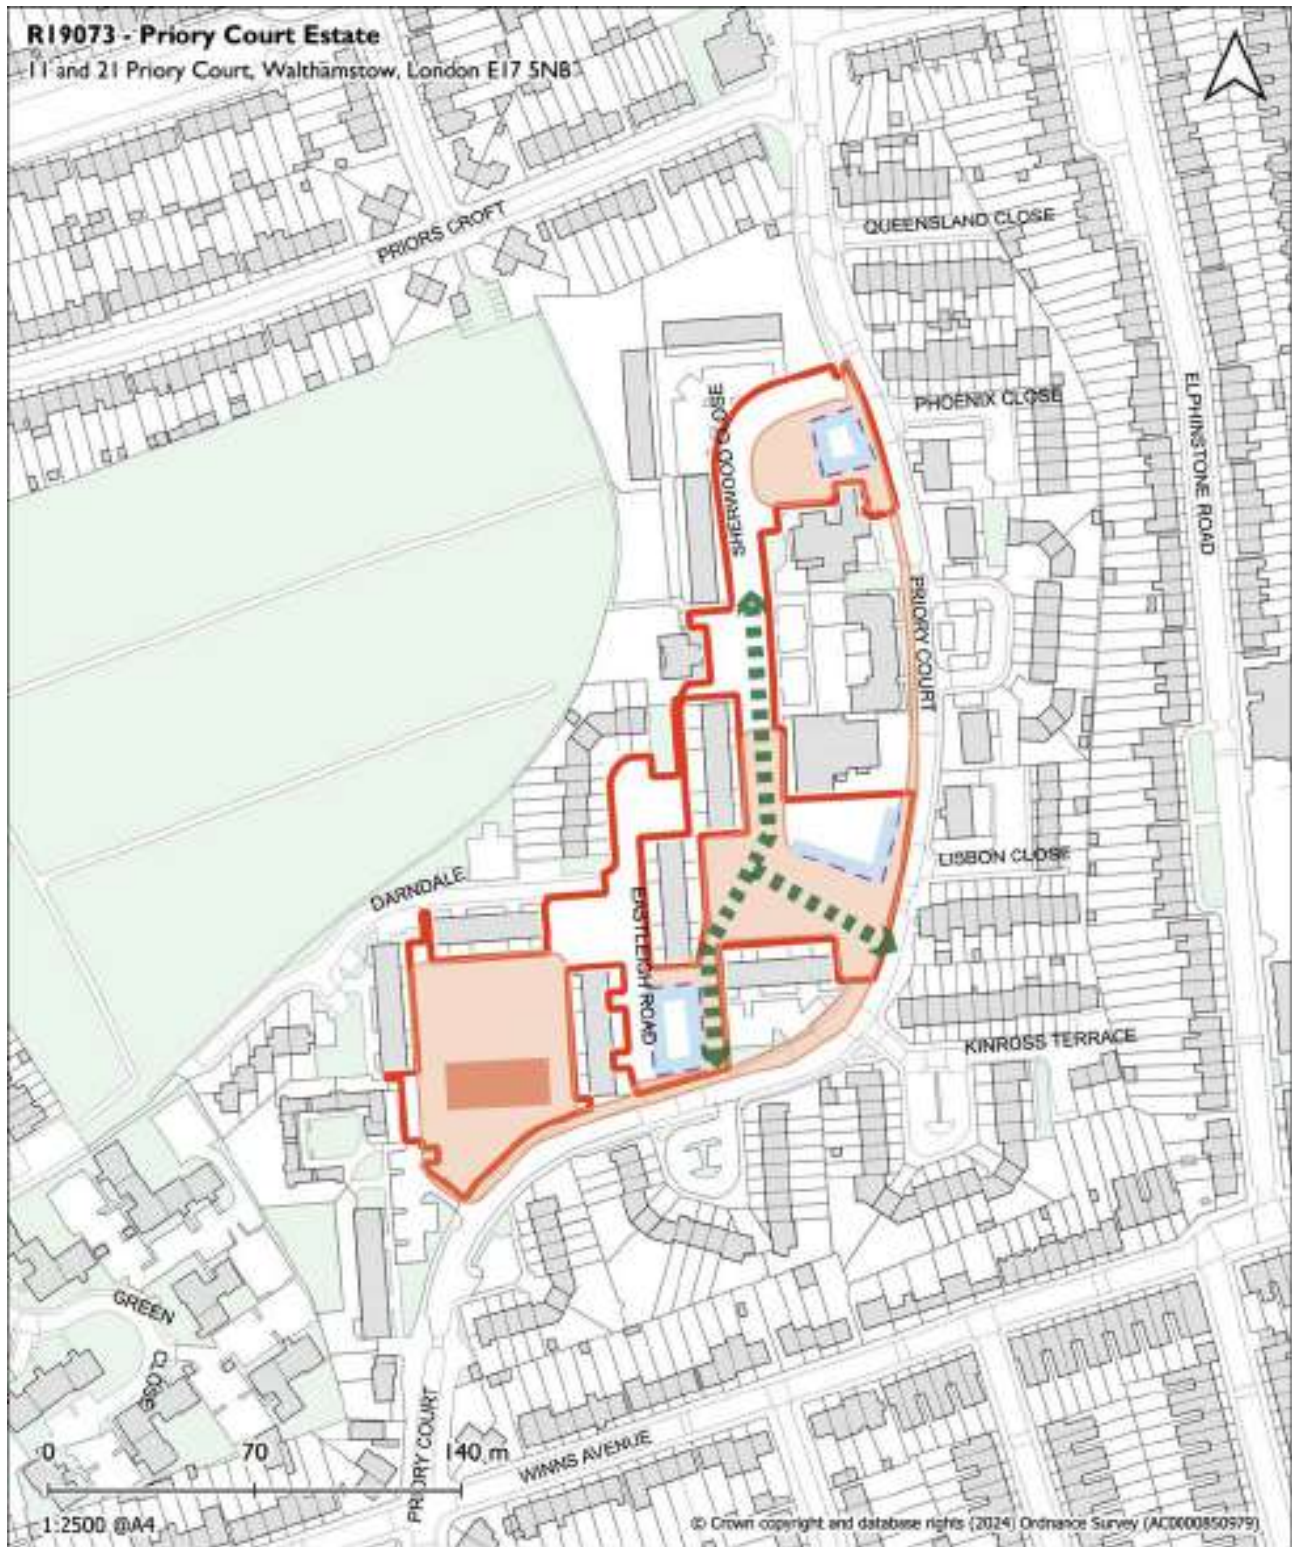 R19073 - Priory Court Estate
11 and 21 Priory Court, Walthamstow, London E17 5NB
PRIORS CROFT
QUEENSLAND CLOSE
PHOENIX CLOSE
ELPHINSTONE ROAD
SHERWOOD CLOSE
PRIORY COURT
LISBON CLOSE
DARNDALE
EASTLEIGH ROAD
KINROSS TERRACE
GREEN
CLOSE
PRIORY COURT
WINNS AVENUE
0 70 140 m
1:2500 @A4
© Crown copyright and database rights (2024) Ordnance Survey (AC0000850979)